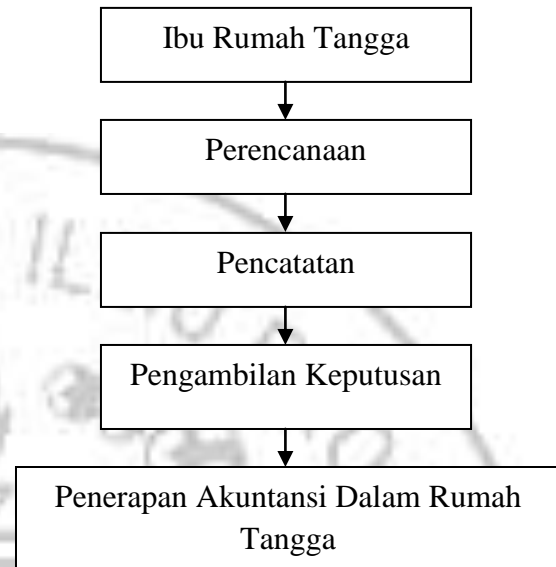 Ibu Rumah Tangga
Perencanaan
Pencatatan
Pengambilan Keputusan
Penerapan Akuntansi Dalam Rumah
Tangga